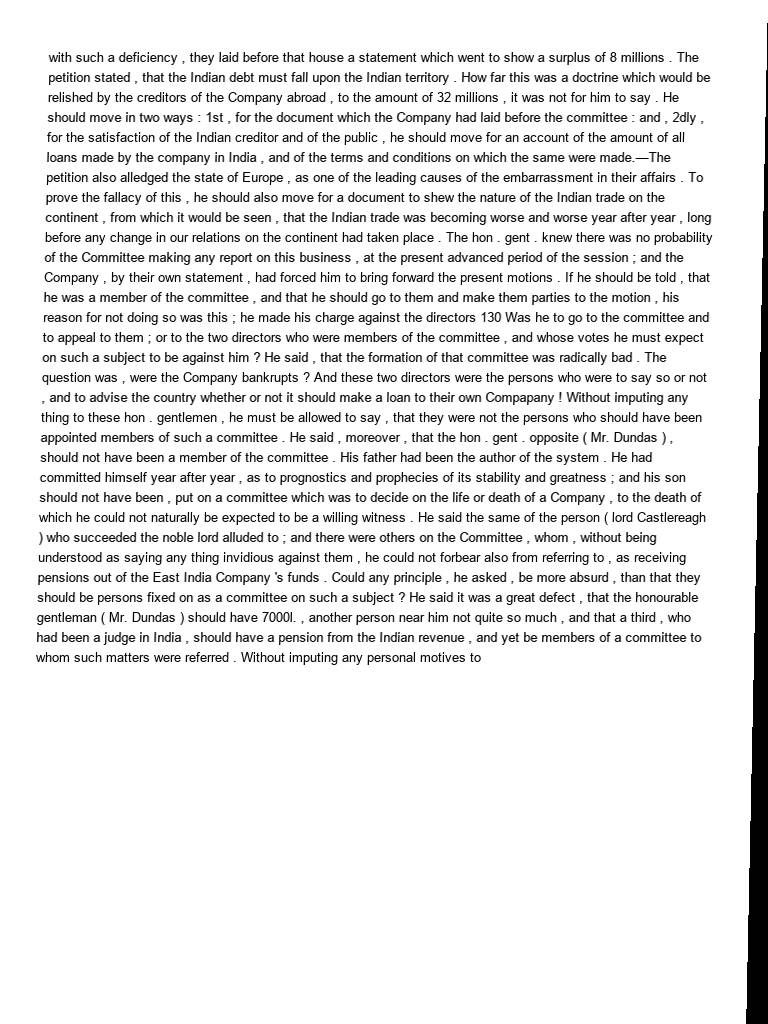 with such a deficiency , they laid before that house a statement which went to show a surplus of 8 millions . The
petition stated , that the Indian debt must fall upon the Indian territory . How far this was a doctrine which would be
relished by the creditors of the Company abroad , to the amount of 32 millions , it was not for him to say . He
should move in two ways : 1st , for the document which the Company had laid before the committee : and , 2dly ,
for the satisfaction of the Indian creditor and of the public , he should move for an account of the amount of all
loans made by the company in India , and of the terms and conditions on which the same were made.—The
petition also alledged the state of Europe , as one of the leading causes of the embarrassment in their affairs . To
prove the fallacy of this , he should also move for a document to shew the nature of the Indian trade on the
continent , from which it would be seen , that the Indian trade was becoming worse and worse year after year , long
before any change in our relations on the continent had taken place . The hon . gent . knew there was no probability
of the Committee making any report on this business , at the present advanced period of the session ; and the
Company , by their own statement , had forced him to bring forward the present motions . If he should be told , that
he was a member of the committee , and that he should go to them and make them parties to the motion , his
reason for not doing so was this ; he made his charge against the directors 130 Was he to go to the committee and
to appeal to them ; or to the two directors who were members of the committee , and whose votes he must expect
on such a subject to be against him ? He said , that the formation of that committee was radically bad . The
question was , were the Company bankrupts ? And these two directors were the persons who were to say so or not
, and to advise the country whether or not it should make a loan to their own Compapany ! Without imputing any
thing to these hon . gentlemen , he must be allowed to say , that they were not the persons who should have been
appointed members of such a committee . He said , moreover , that the hon . gent . opposite ( Mr. Dundas ) ,
should not have been a member of the committee . His father had been the author of the system . He had
committed himself year after year , as to prognostics and prophecies of its stability and greatness ; and his son
should not have been , put on a committee which was to decide on the life or death of a Company , to the death of
which he could not naturally be expected to be a willing witness . He said the same of the person ( lord Castlereagh
) who succeeded the noble lord alluded to ; and there were others on the Committee , whom , without being
understood as saying any thing invidious against them , he could not forbear also from referring to , as receiving
pensions out of the East India Company 's funds . Could any principle , he asked , be more absurd , than that they
should be persons fixed on as a committee on such a subject ? He said it was a great defect , that the honourable
gentleman ( Mr. Dundas ) should have 7000l. , another person near him not quite so much , and that a third , who
had been a judge in India , should have a pension from the Indian revenue , and yet be members of a committee to
whom such matters were referred . Without imputing any personal motives to